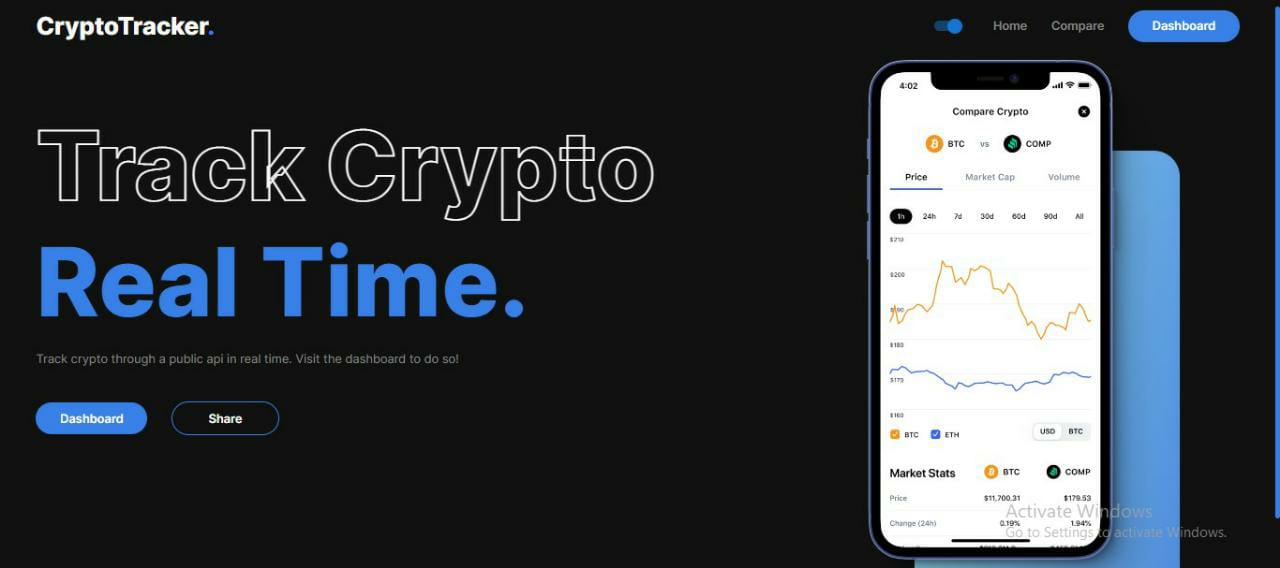 CryptoTracker.
Home Compare Dashboard
Track Crypto
Real Time.
Track crypto through a public api in real time. Visit the dashboard to do so!
Dashboard Share
4:02
Compare Crypto
BTC vs COMP
Price Market Cap Volume
1h 24h 7d 30d 60d 90d All
$210
$200
$190
$180
$170
$160
BTC ETH USD BTC
Market Stats BTC COMP
Price $11,700.31 $179.53
Change (24h) 0.19% 1.94%
Activate Windows
Go to Settings to activate Windows.